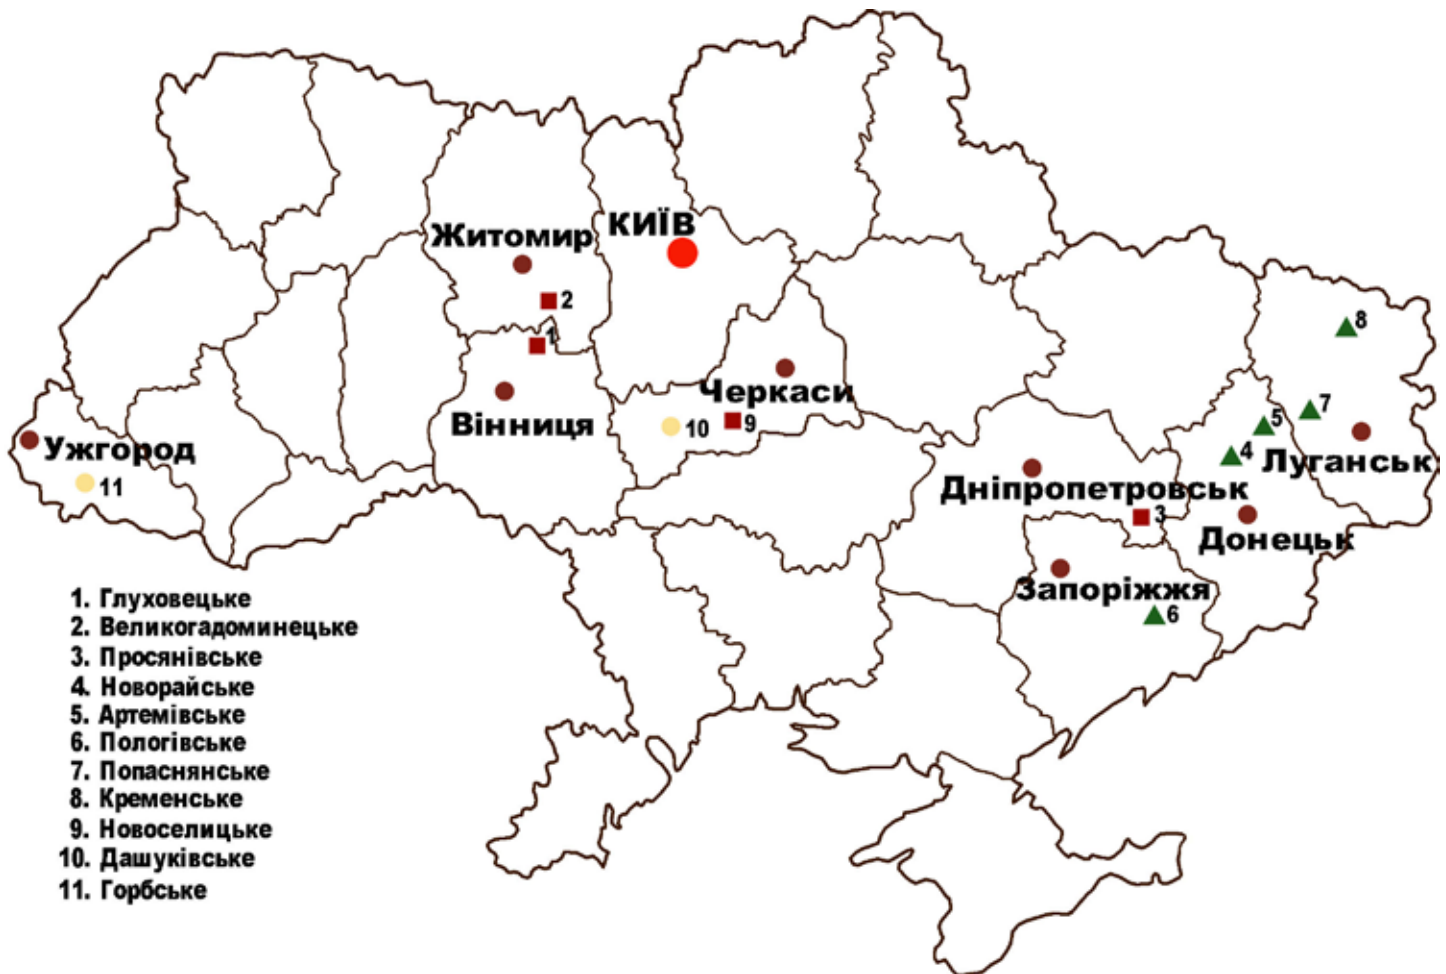 Житомир
КИЇВ
2
1
8
Черкаси
Вінниця
10
9
7
5
4
Луганськ
Ужгород
11
Дніпропетровськ
3
Донецьк
Запоріжжя
6
1. Глуховецьке
2. Великогадоминецьке
3. Просянівське
4. Новорайське
5. Артемівське
6. Пологівське
7. Попаснянське
8. Кременське
9. Новоселицьке
10. Дашуківське
11. Горбське